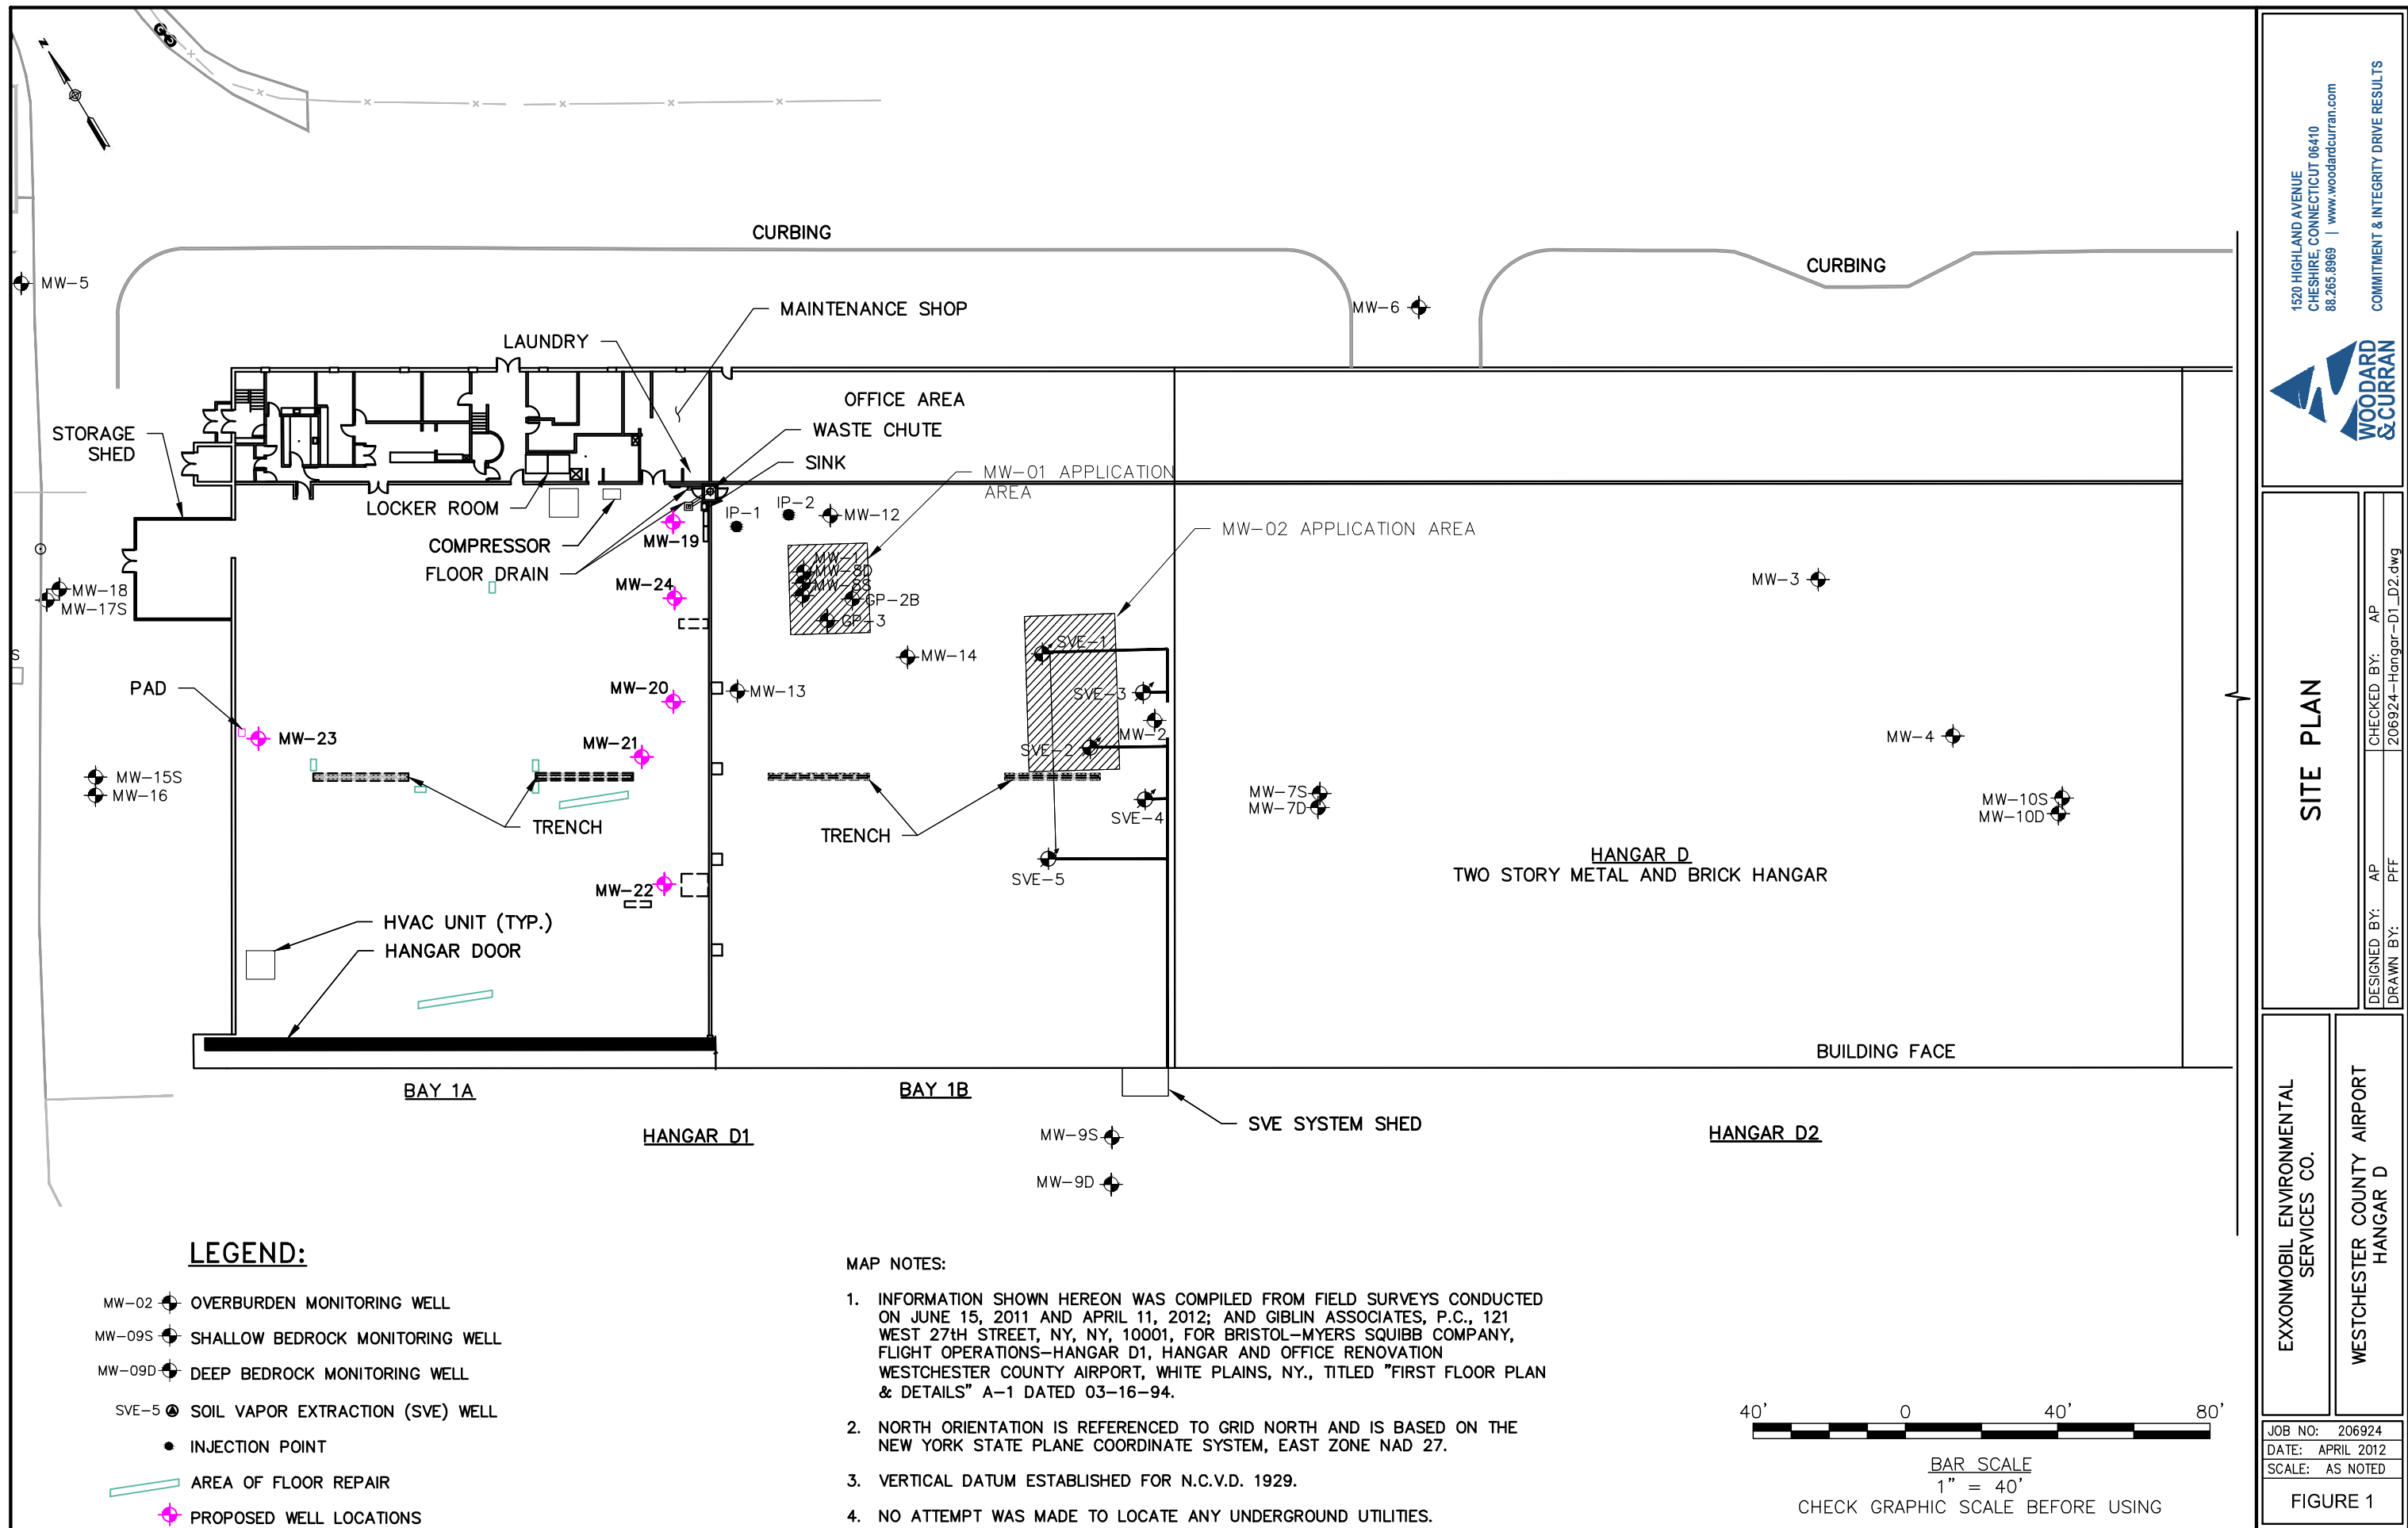 N
CURBING
CURBING
MW-5
MW-6
MAINTENANCE SHOP
LAUNDRY
OFFICE AREA
WASTE CHUTE
SINK
STORAGE
SHED
MW-01 APPLICATION
AREA
LOCKER ROOM
IP-1
IP-2
MW-12
MW-02 APPLICATION AREA
COMPRESSOR
MW-19
FLOOR DRAIN
MW-1
MW-8D
MW-8S
MW-24
GP-2B
GP-3
MW-3
MW-18
MW-17S
S
SVE-1
MW-14
PAD
MW-20
MW-13
SVE-3
MW-23
MW-21
SVE-2
MW-2
MW-4
MW-15S
MW-16
TRENCH
TRENCH
SVE-4
MW-7S
MW-7D
MW-10S
MW-10D
HANGAR D
TWO STORY METAL AND BRICK HANGAR
MW-22
SVE-5
HVAC UNIT (TYP.)
HANGAR DOOR
BUILDING FACE
BAY 1A
BAY 1B
SVE SYSTEM SHED
HANGAR D1
MW-9S
HANGAR D2
MW-9D
LEGEND:
MW-02 OVERBURDEN MONITORING WELL
MW-09S SHALLOW BEDROCK MONITORING WELL
MW-09D DEEP BEDROCK MONITORING WELL
SVE-5 SOIL VAPOR EXTRACTION (SVE) WELL
INJECTION POINT
AREA OF FLOOR REPAIR
PROPOSED WELL LOCATIONS
MAP NOTES:
1. INFORMATION SHOWN HEREON WAS COMPILED FROM FIELD SURVEYS CONDUCTED
ON JUNE 15, 2011 AND APRIL 11, 2012; AND GIBLIN ASSOCIATES, P.C., 121
WEST 27tH STREET, NY, NY, 10001, FOR BRISTOL-MYERS SQUIBB COMPANY,
FLIGHT OPERATIONS-HANGAR D1, HANGAR AND OFFICE RENOVATION
WESTCHESTER COUNTY AIRPORT, WHITE PLAINS, NY., TITLED "FIRST FLOOR PLAN
& DETAILS" A-1 DATED 03-16-94.
2. NORTH ORIENTATION IS REFERENCED TO GRID NORTH AND IS BASED ON THE
NEW YORK STATE PLANE COORDINATE SYSTEM, EAST ZONE NAD 27.
3. VERTICAL DATUM ESTABLISHED FOR N.C.V.D. 1929.
4. NO ATTEMPT WAS MADE TO LOCATE ANY UNDERGROUND UTILITIES.
40' 0 40' 80'
BAR SCALE
1" = 40'
CHECK GRAPHIC SCALE BEFORE USING
1520 HIGHLAND AVENUE
CHESHIRE, CONNECTICUT 06410
88.265.8969 | www.woodardcurran.com
COMMITMENT & INTEGRITY DRIVE RESULTS
WOODARD
&CURRAN
SITE PLAN
DESIGNED BY: AP
CHECKED BY: AP
DRAWN BY: PFF
206924-Hangar-D1_D2.dwg
EXXONMOBIL ENVIRONMENTAL
SERVICES CO.
WESTCHESTER COUNTY AIRPORT
HANGAR D
JOB NO: 206924
DATE: APRIL 2012
SCALE: AS NOTED
FIGURE 1